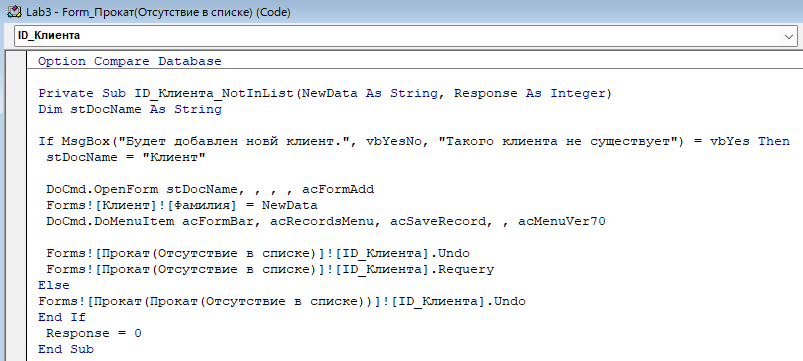 Lab3 - Form_Прокат(Отсутствие в списке) (Code)
ID_Клиента
Option Compare Database
Private Sub ID_Клиента_NotInList(NewData As String, Response As Integer)
Dim stDocName As String
If MsgBox("Будет добавлен новй клиент.", vbYesNo, "Такого клиента не существует") = vbYes Then
stDocName = "Клиент"
DoCmd.OpenForm stDocName, , , , acFormAdd
Forms![Клиент]![Фамилия] = NewData
DoCmd.DoMenuItem acFormBar, acRecordsMenu, acSaveRecord, , acMenuVer70
Forms![Прокат(Отсутствие в списке)]![ID_Клиента].Undo
Forms![Прокат(Отсутствие в списке)]![ID_Клиента].Requery
Else
Forms![Прокат(Прокат(Отсутствие в списке))]![ID_Клиента].Undo
End If
Response = 0
End Sub